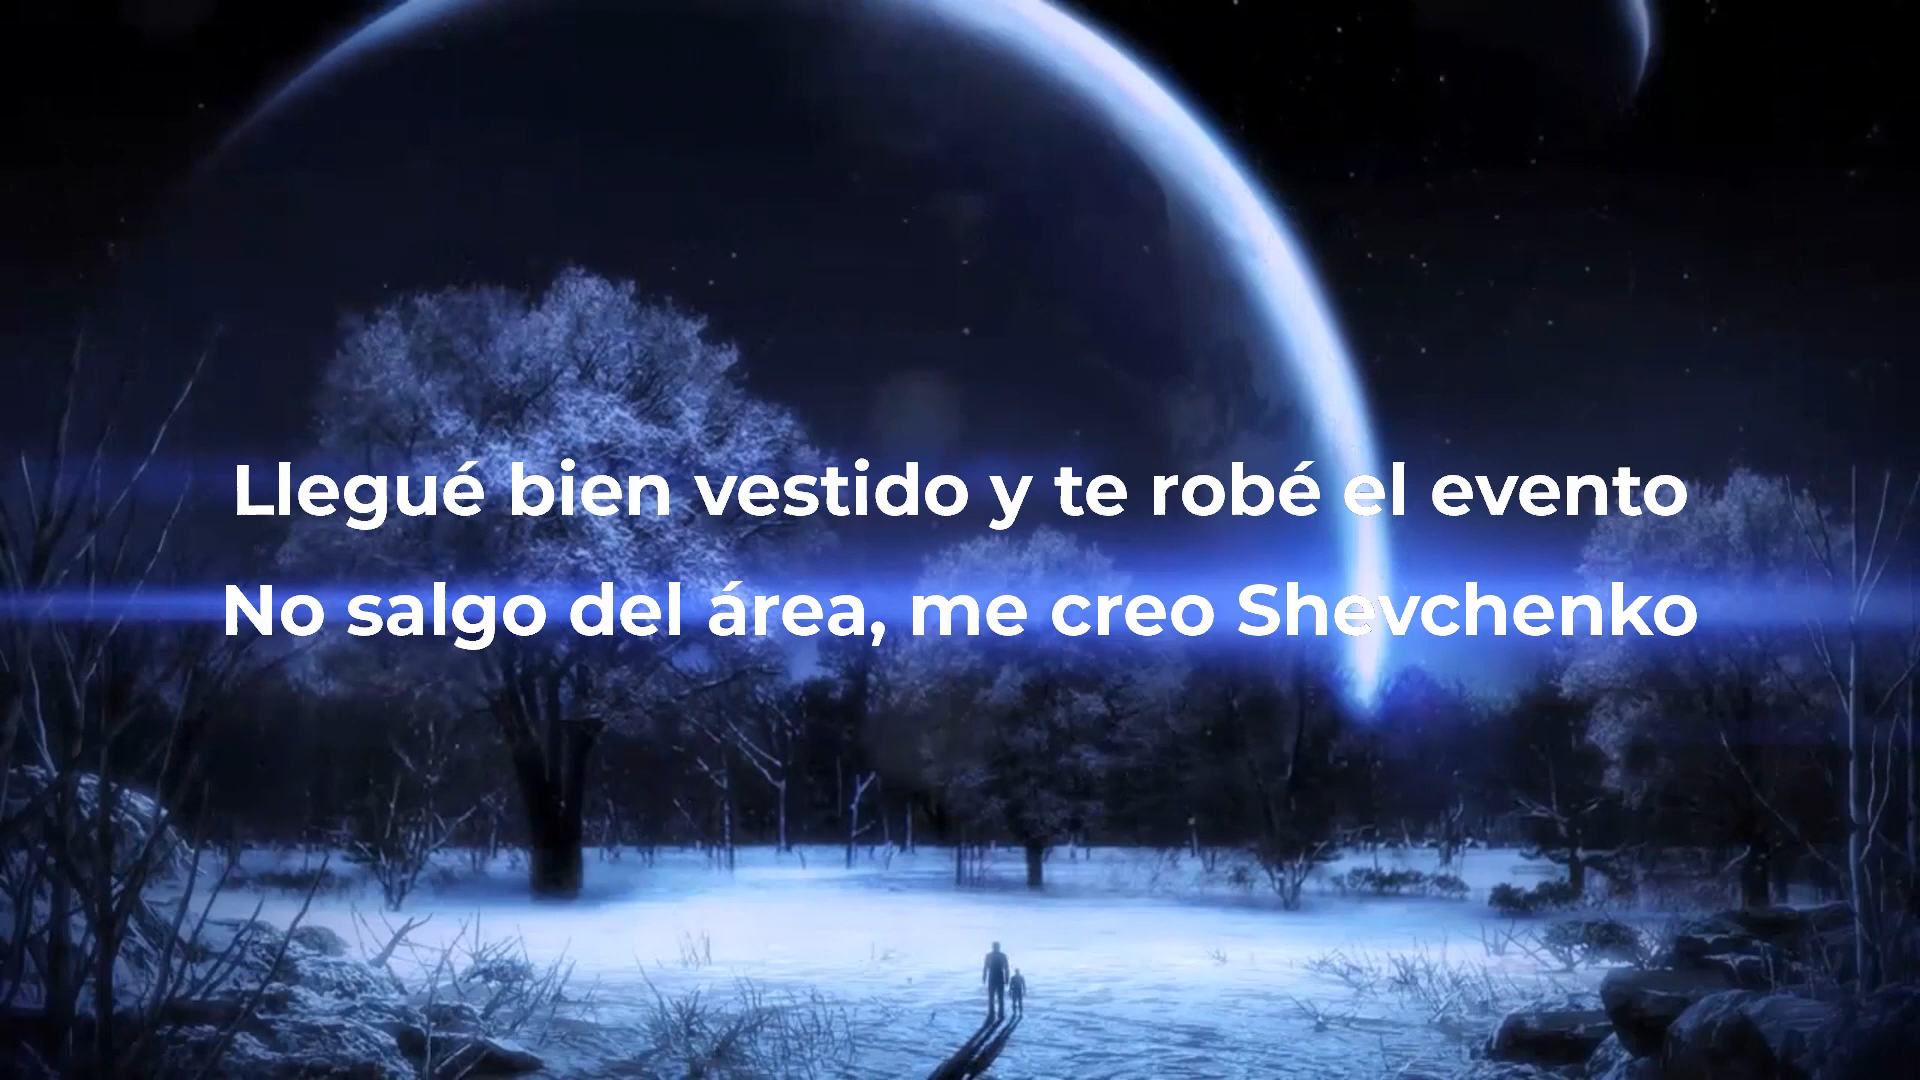 Llegué bien vestido y te robé el evento
No salgo del área, me creo Shevchenko